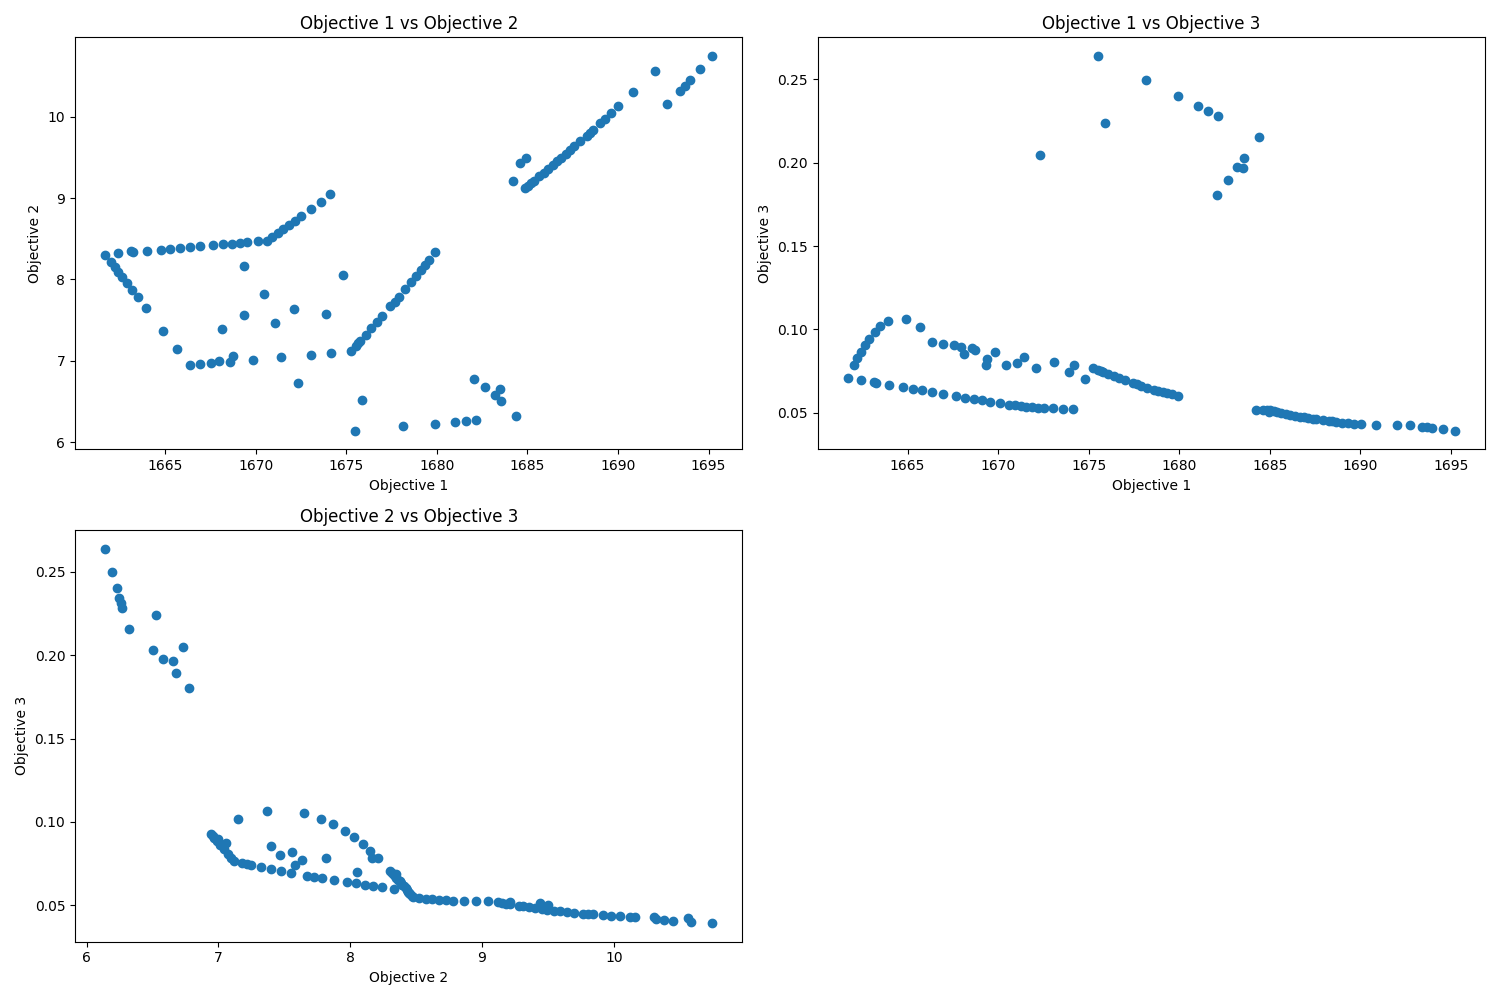 Objective 1 vs Objective 2
10
9
8
7
6
Objective 2
1665 1670 1675 1680 1685 1690 1695
Objective 1
Objective 1 vs Objective 3
0.25
0.20
0.15
0.10
0.05
Objective 3
1665 1670 1675 1680 1685 1690 1695
Objective 1
Objective 2 vs Objective 3
0.25
0.20
0.15
0.10
0.05
Objective 3
6 7 8 9 10
Objective 2